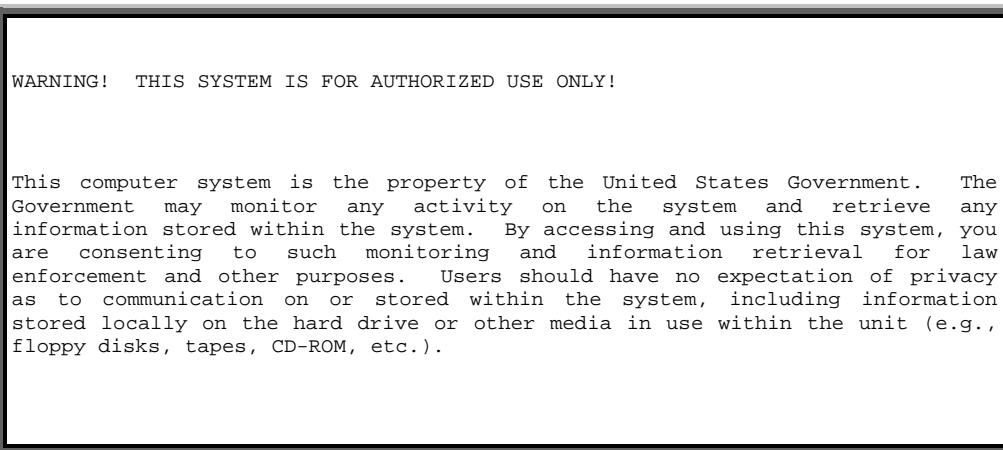 WARNING!  THIS SYSTEM IS FOR AUTHORIZED USE ONLY!
This computer system is the property of the United States Government.  The
Government may monitor any activity on the system and retrieve any
information stored within the system.  By accessing and using this system, you
are consenting to such monitoring and information retrieval for law
enforcement and other purposes.  Users should have no expectation of privacy
as to communication on or stored within the system, including information
stored locally on the hard drive or other media in use within the unit (e.g.,
floppy disks, tapes, CD-ROM, etc.).